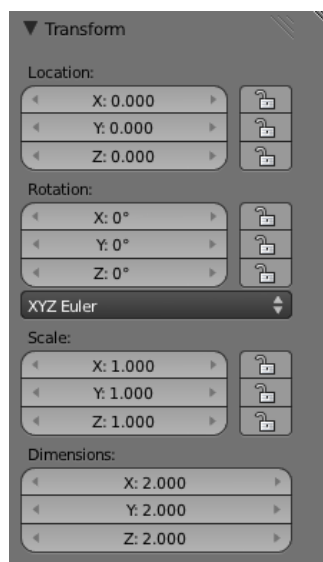 Transform
Location:
X: 0.000
Y: 0.000
Z: 0.000
Rotation:
X: 0°
Y: 0°
Z: 0°
XYZ Euler
Scale:
X: 1.000
Y: 1.000
Z: 1.000
Dimensions:
X: 2.000
Y: 2.000
Z: 2.000